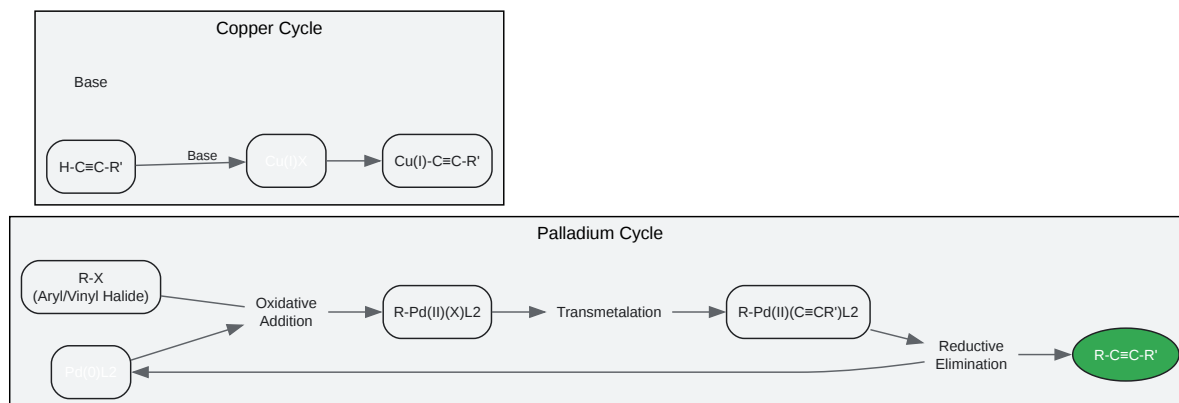 Copper Cycle
Base
H-C≡C-R'
Base
Cu(I)X
Cu(I)-C≡C-R'
Palladium Cycle
R-X
(Aryl/Vinyl Halide)
Oxidative
Addition
R-Pd(II)(X)L2
Transmetalation
R-Pd(II)(C≡CR')L2
Pd(0)L2
Reductive
Elimination
R-C≡C-R'